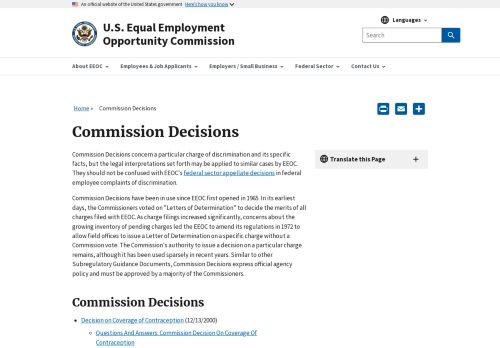 An official website of the United States government Here's how you know
U.S. Equal Employment
Opportunity Commission
Languages
Search
About EEOC
Employees & Job Applicants
Employers / Small Business
Federal Sector
Contact Us
Home » Commission Decisions
Commission Decisions
Commission Decisions concern a particular charge of discrimination and its specific
facts, but the legal interpretations set forth may be applied to similar cases by EEOC.
They should not be confused with EEOC's federal sector appellate decisions in federal
employee complaints of discrimination.
Translate this Page
Commission Decisions have been in use since EEOC first opened in 1965. In its earliest
days, the Commissioners voted on "Letters of Determination" to decide the merits of all
charges filed with EEOC. As charge filings increased significantly, concerns about the
growing inventory of pending charges led the EEOC to amend its regulations in 1972 to
allow field offices to issue a Letter of Determination on a specific charge without a
Commission vote. The Commission's authority to issue a decision on a particular charge
remains, although it has been used sparsely in recent years. Similar to other
Subregulatory Guidance Documents, Commission Decisions express official agency
policy and must be approved by a majority of the Commissioners.
Commission Decisions
Decision on Coverage of Contraception (12/13/2000)
Questions And Answers: Commission Decision On Coverage Of
Contraception